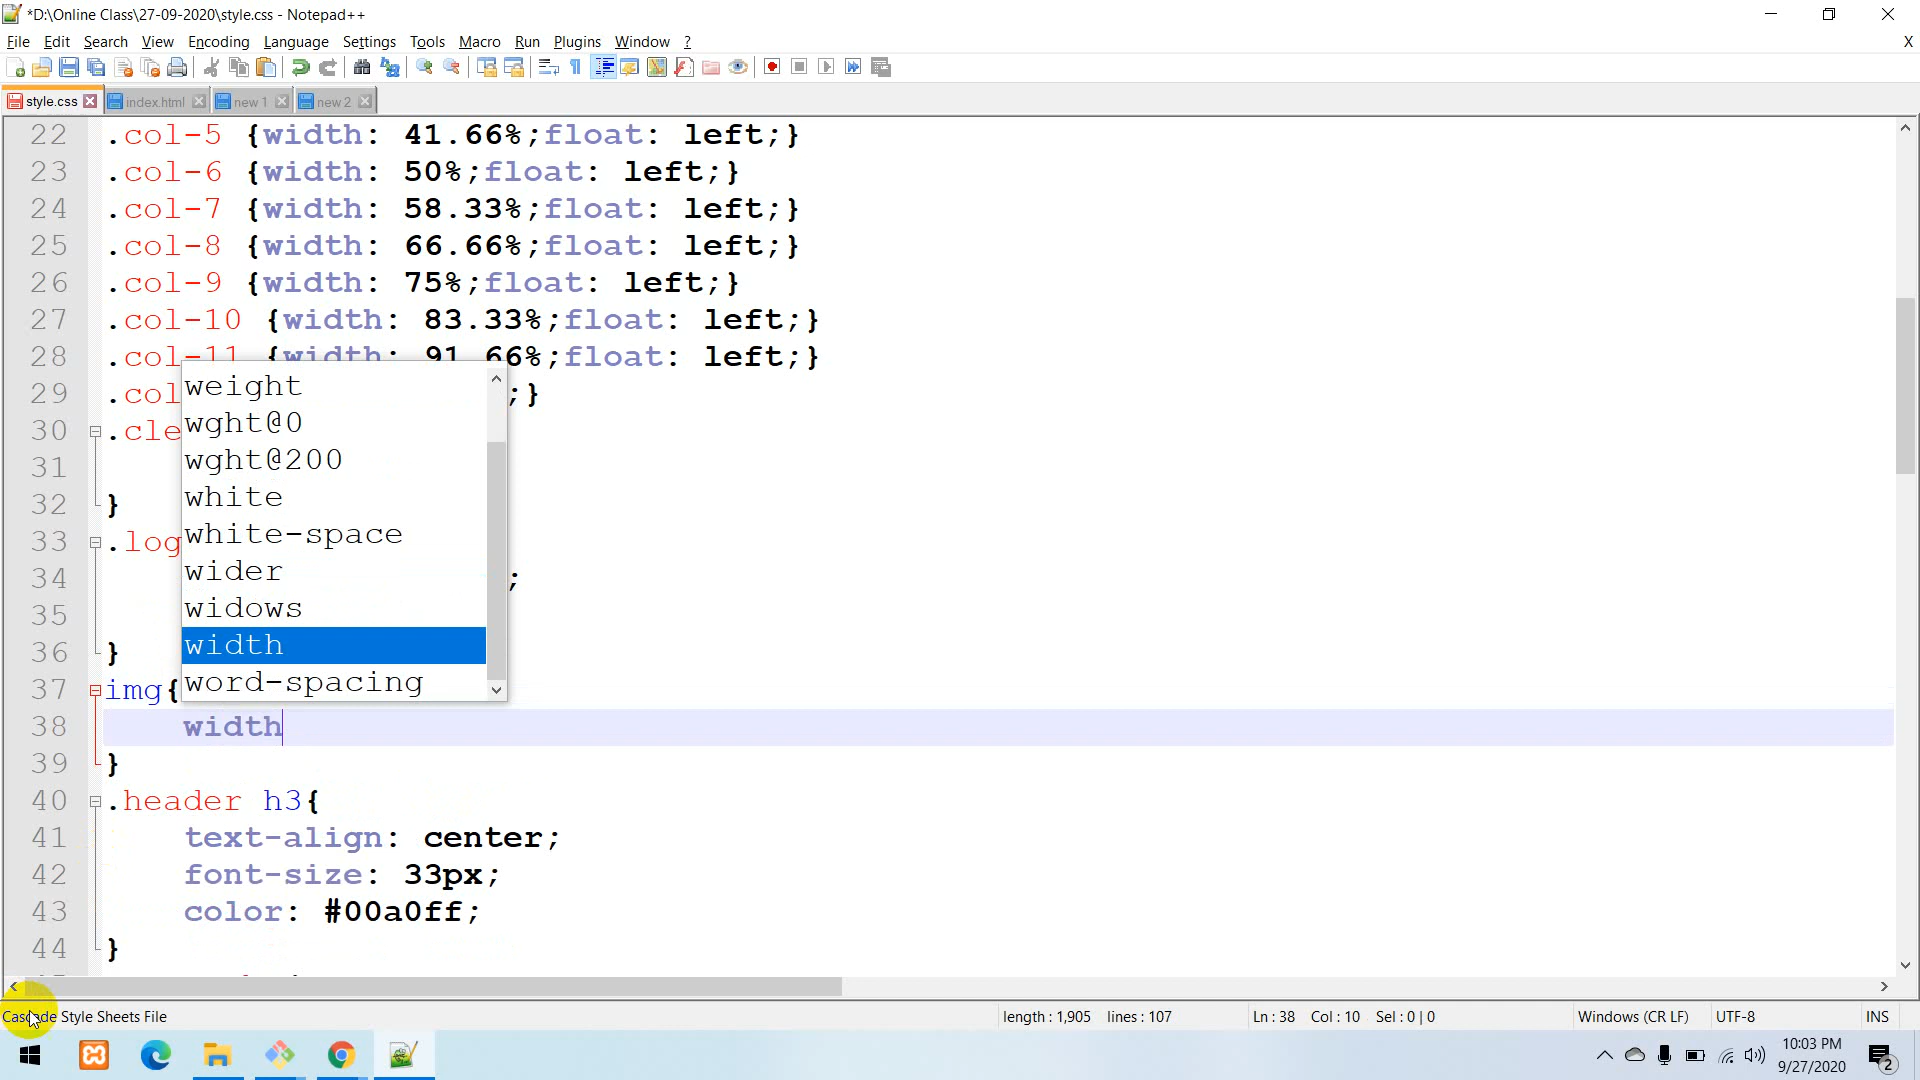 *D:\Online Class\27-09-2020\style.css - Notepad++
File Edit Search View Encoding Language Settings Tools Macro Run Plugins Window ? X
style.css index.html new 1 new 2
22 .col-5 {width: 41.66%;float: left;}
23 .col-6 {width: 50%;float: left;}
24 .col-7 {width: 58.33%;float: left;}
25 .col-8 {width: 66.66%;float: left;}
26 .col-9 {width: 75%;float: left;}
27 .col-10 {width: 83.33%;float: left;}
28 .col-11 {width: 91.66%;float: left;}
29 .col ;}
30 .cle
31
32 }
33 .log
34 ;
35
36 }
37 img{
38 width
39 }
40 .header h3{
41 text-align: center;
42 font-size: 33px;
43 color: #00a0ff;
44 }
weight
wght@0
wght@200
white
white-space
wider
widows
width
word-spacing
Cascade Style Sheets File length : 1,905 lines : 107 Ln : 38 Col : 10 Sel : 0 | 0 Windows (CR LF) UTF-8 INS
10:03 PM
9/27/2020
2